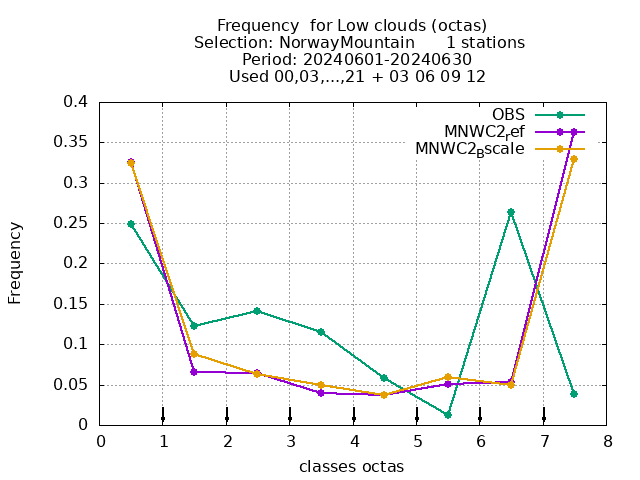 Frequency  for Low clouds (octas)
Selection: NorwayMountain      1 stations
Period: 20240601-20240630
Used 00,03,...,21 + 03 06 09 12
OBS
MNWC2ref
MNWC2Bscale
0.4
0.35
0.3
0.25
0.2
0.15
0.1
0.05
0
Frequency
0 1 2 3 4 5 6 7 8
classes octas